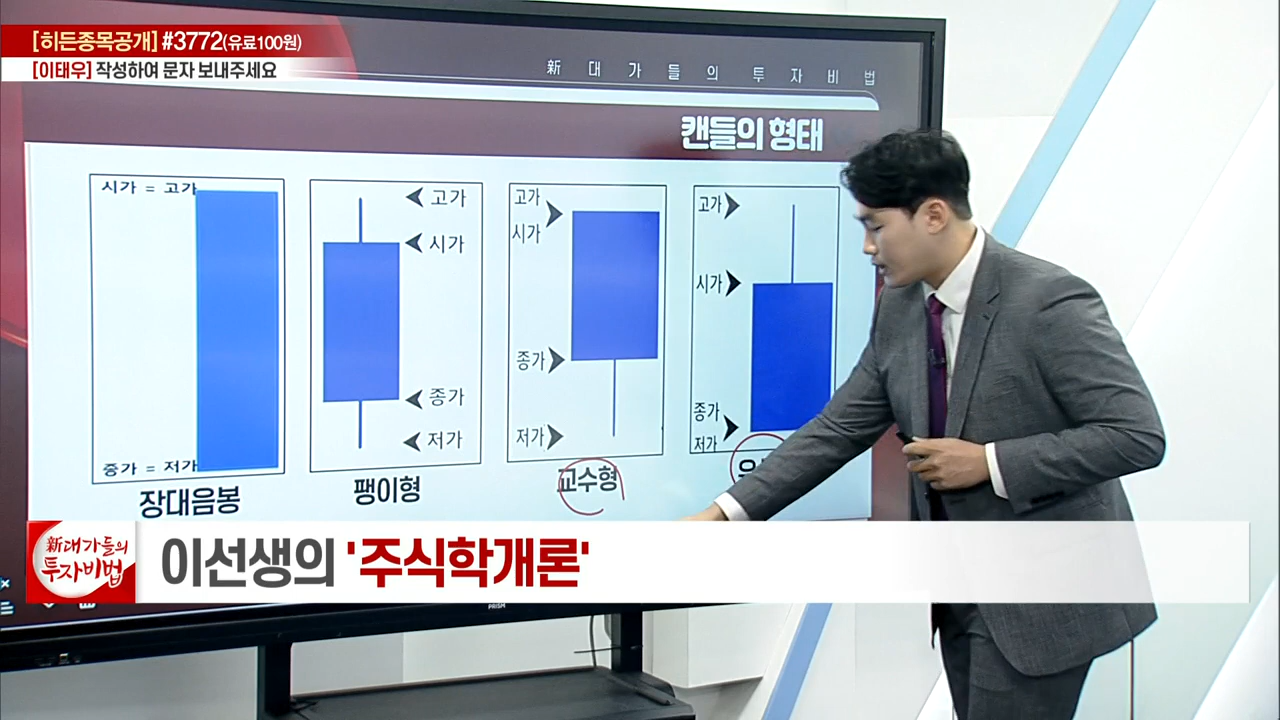 [히든종목공개] #3772(유료100원)
[이태우] 작성하여 문자 보내주세요
新 대 가 들 의 투 자 비 법
캔들의 형태
시가 = 고가
종가 = 저가
장대음봉
고가
시가
종가
저가
팽이형
고가
시가
종가
저가
교수형
고가
시가
종가
저가
新대가들의
투자비법
이선생의 '주식학개론'
PRISM